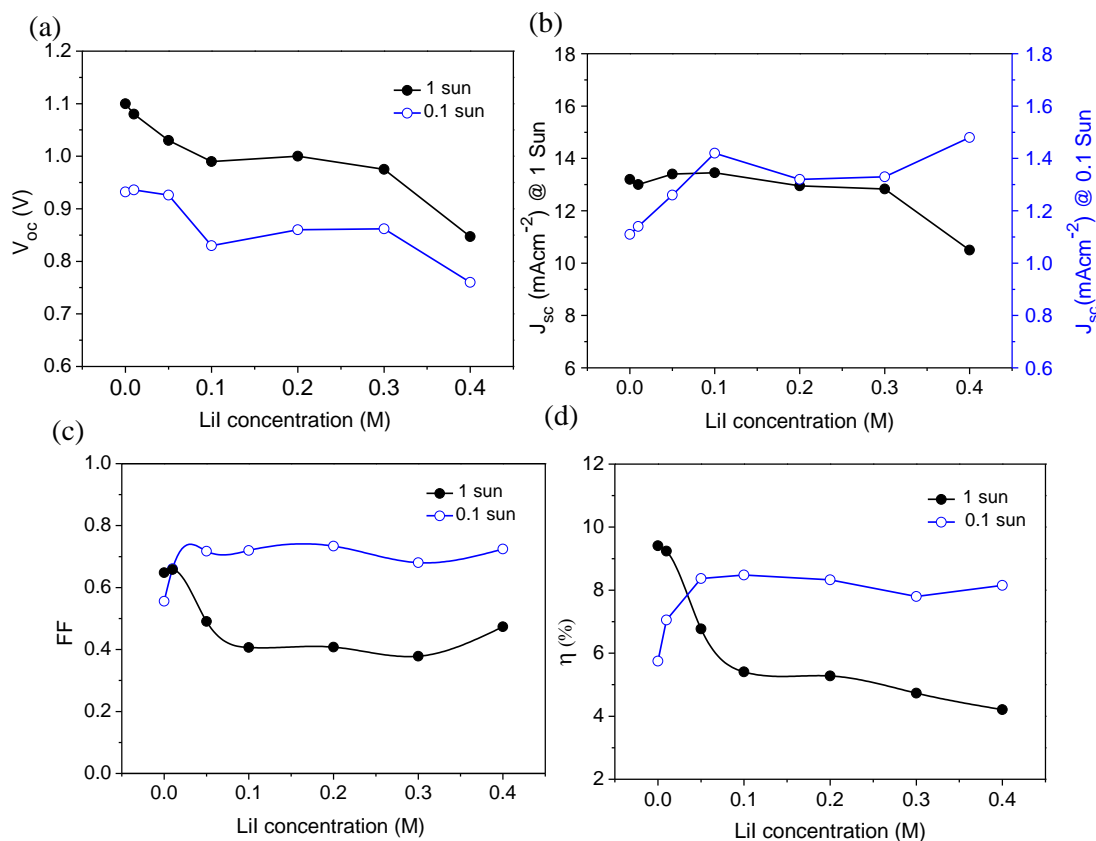 (a)
1.2
1.1
1.0
0.9
0.8
0.7
0.6
V_oc (V)
1 sun
0.1 sun
0.0 0.1 0.2 0.3 0.4
LiI concentration (M)
(b)
18
16
14
12
10
8
6
J_sc (mAcm^-2) @ 1 Sun
1.8
1.6
1.4
1.2
1.0
0.8
0.6
J_sc(mAcm^-2) @ 0.1 Sun
0.0 0.1 0.2 0.3 0.4
LiI concentration (M)
(c)
1.0
0.8
0.6
0.4
0.2
0.0
FF
1 sun
0.1 sun
0.0 0.1 0.2 0.3 0.4
LiI concentration (M)
(d)
12
10
8
6
4
2
η (%)
1 sun
0.1 sun
0.0 0.1 0.2 0.3 0.4
LiI concentration (M)